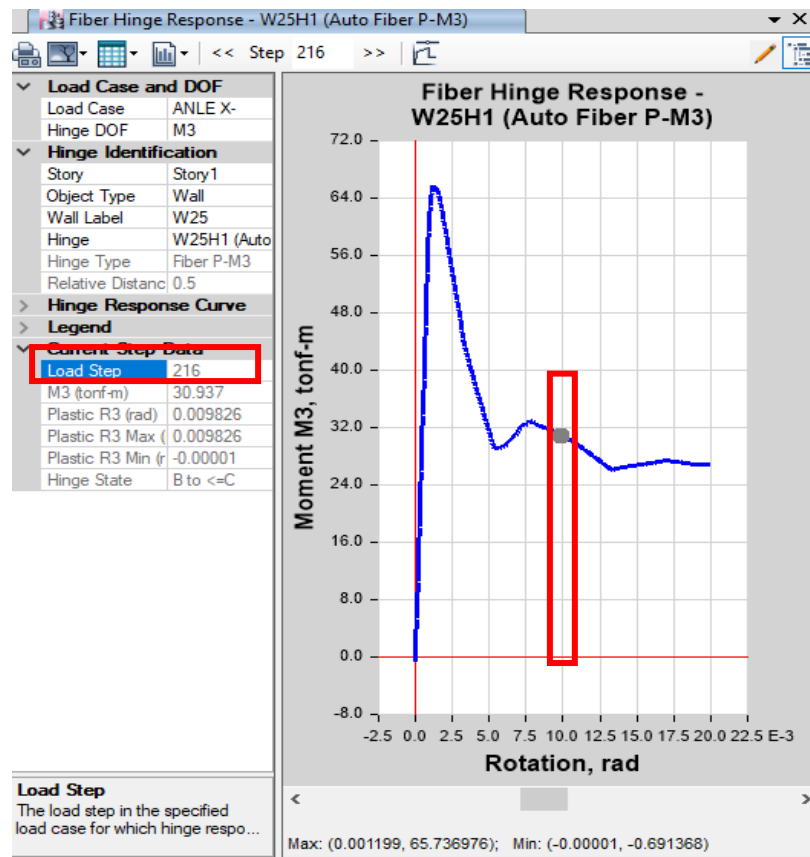 Fiber Hinge Response - W25H1 (Auto Fiber P-M3)
<< Step 216 >>
Load Case and DOF
Load Case ANLE X-
Hinge DOF M3
Hinge Identification
Story Story1
Object Type Wall
Wall Label W25
Hinge W25H1 (Auto
Hinge Type Fiber P-M3
Relative Distanc 0.5
Hinge Response Curve
Legend
Current Step Data
Load Step 216
M3 (tonf-m) 30.937
Plastic R3 (rad) 0.009826
Plastic R3 Max ( 0.009826
Plastic R3 Min (r -0.00001
Hinge State B to <=C
Load Step
The load step in the specified
load case for which hinge respo...
Fiber Hinge Response -
W25H1 (Auto Fiber P-M3)
72.0
64.0
56.0
48.0
40.0
32.0
24.0
16.0
8.0
0.0
-8.0
Moment M3, tonf-m
-2.5 0.0 2.5 5.0 7.5 10.0 12.5 15.0 17.5 20.0 22.5 E-3
Rotation, rad
Max: (0.001199, 65.736976); Min: (-0.00001, -0.691368)